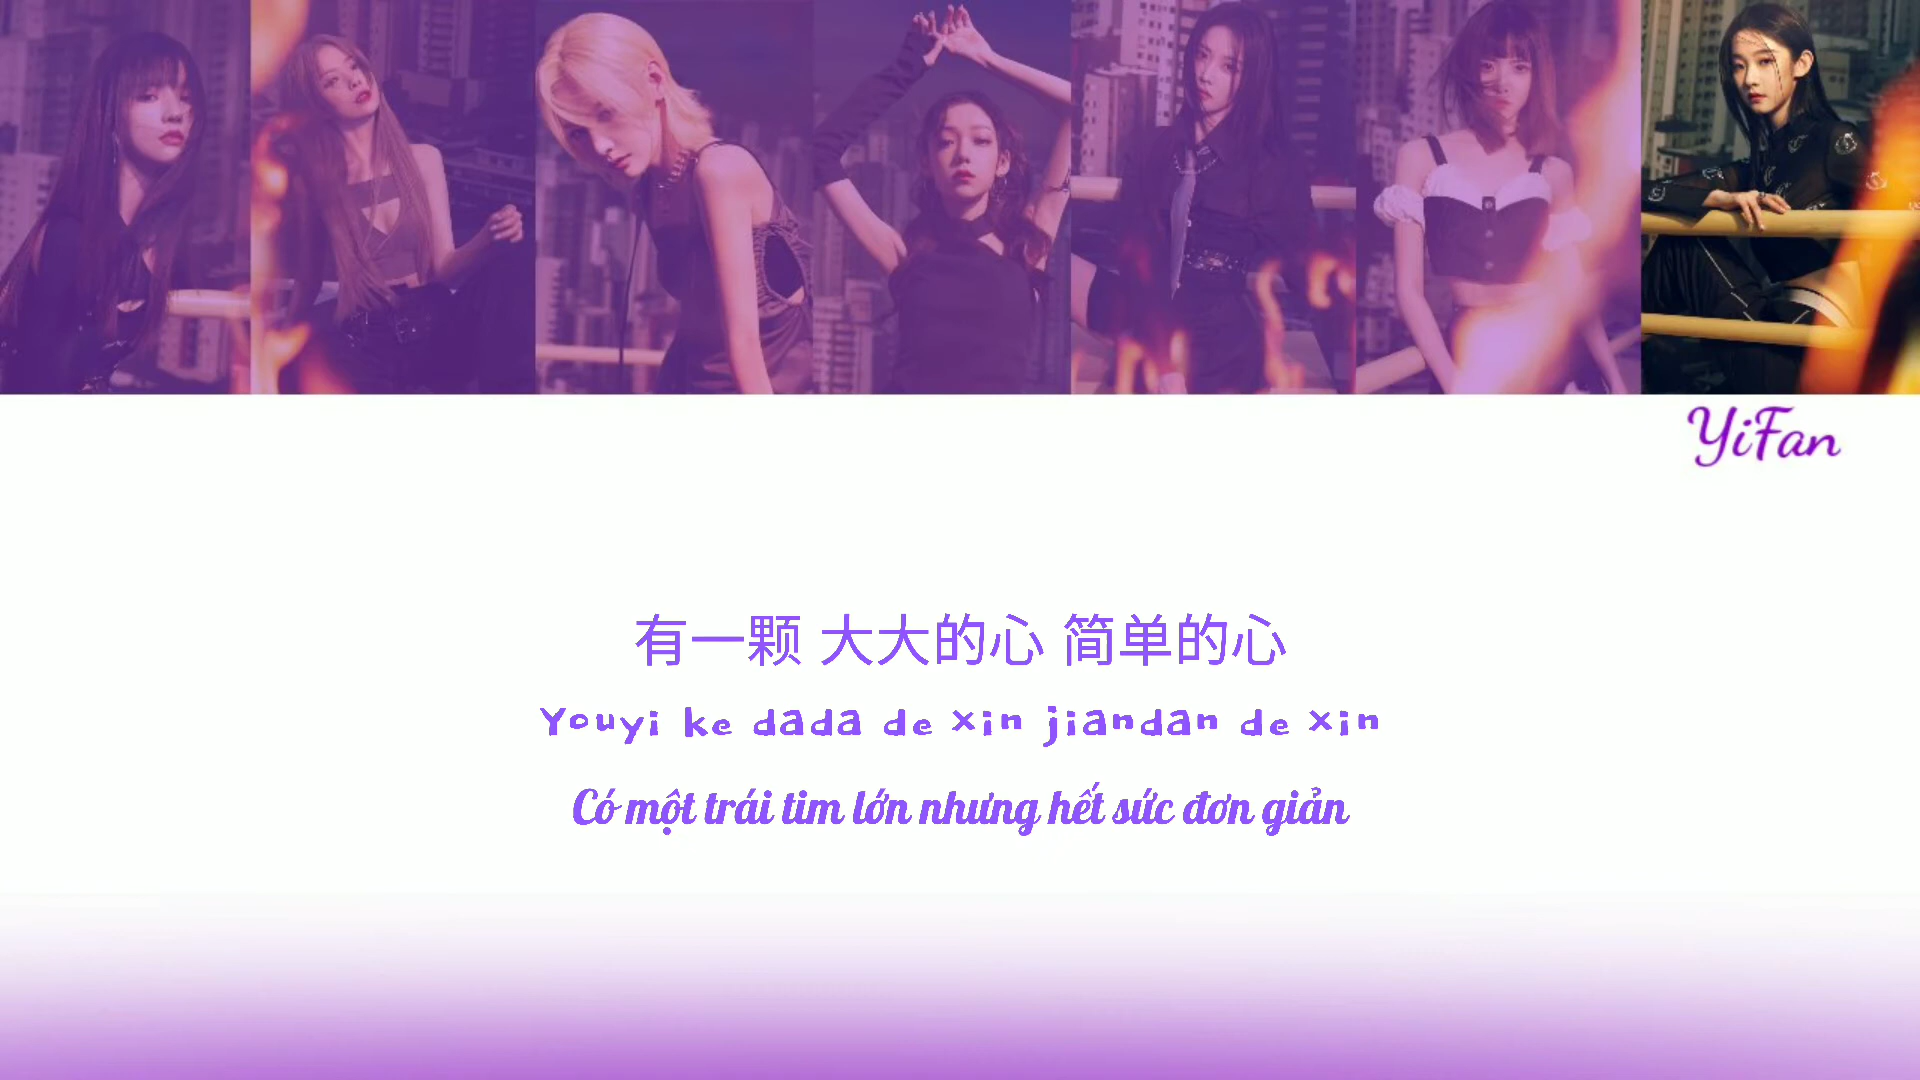 YiFan
有一颗 大大的心 简单的心
Youyi ke dada de xin jiandan de xin
Có một trái tim lớn nhưng hết sức đơn giản